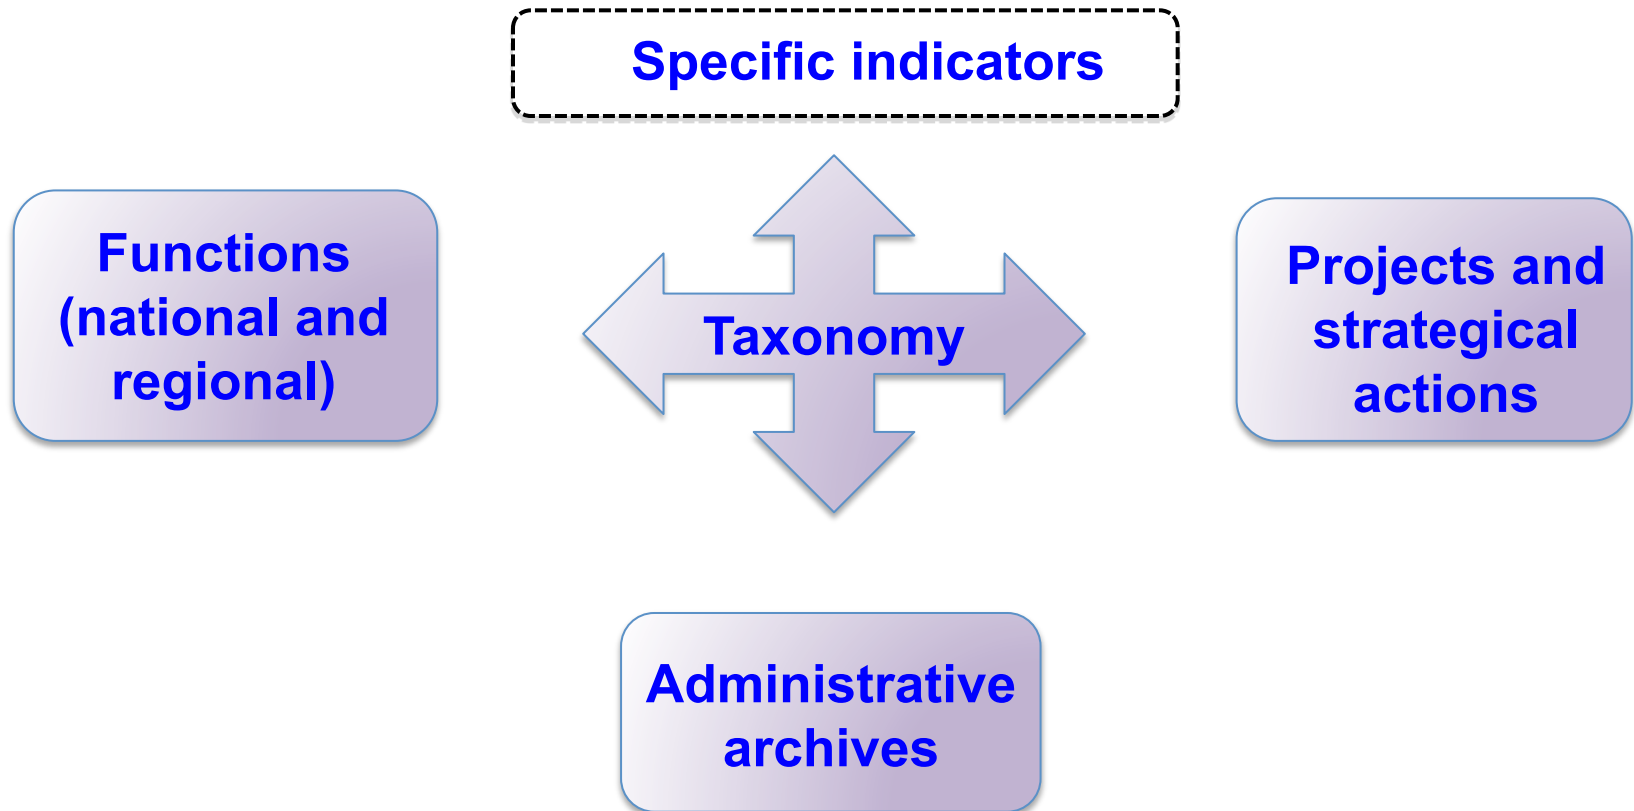 Specific indicators
Functions
(national and
regional)
Taxonomy
Projects and
strategical
actions
Administrative
archives